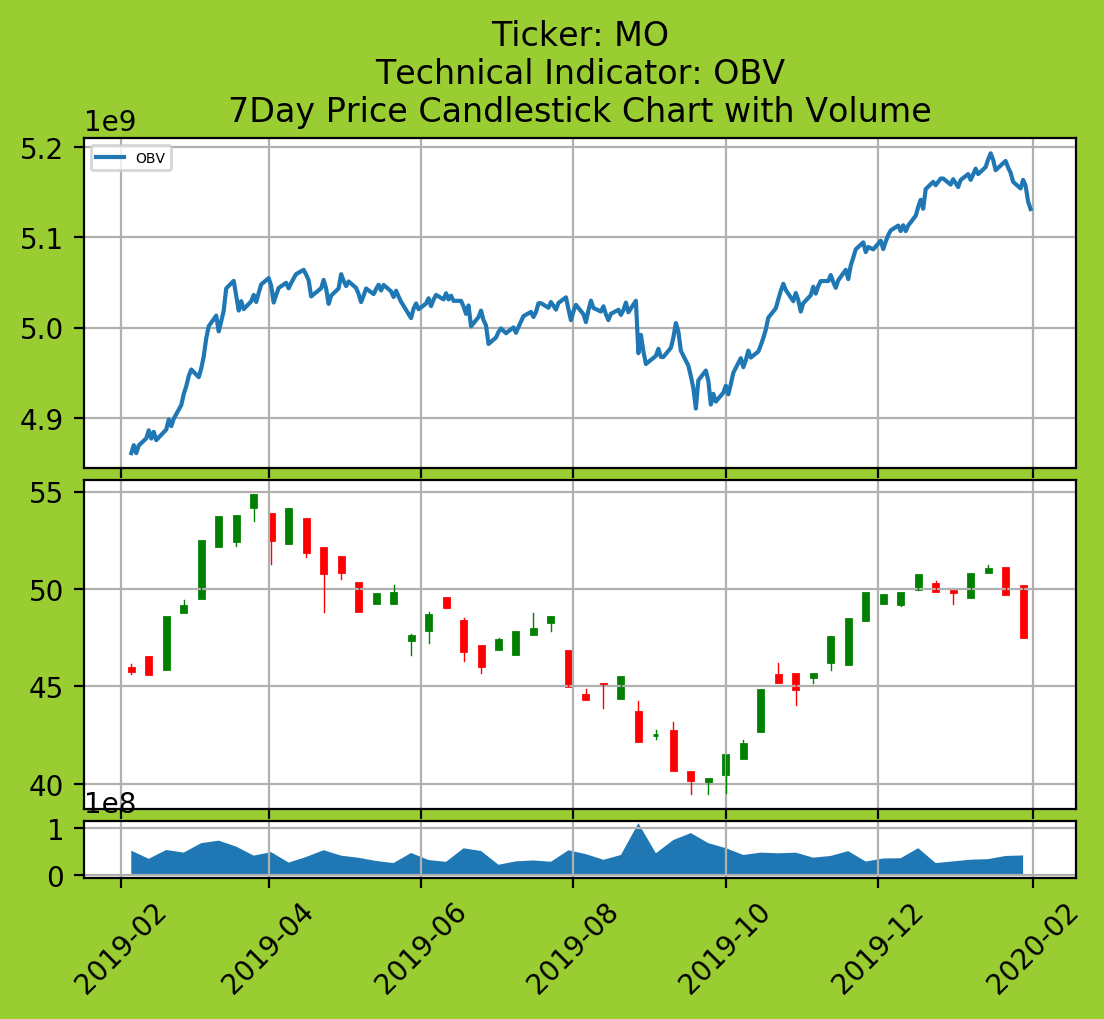 Ticker: MO
Technical Indicator: OBV
7Day Price Candlestick Chart with Volume
1e9
5.2
OBV
5.1
5.0
4.9
55
50
45
40
1e8
1
0
2019-02
2019-04
2019-06
2019-08
2019-10
2019-12
2020-02